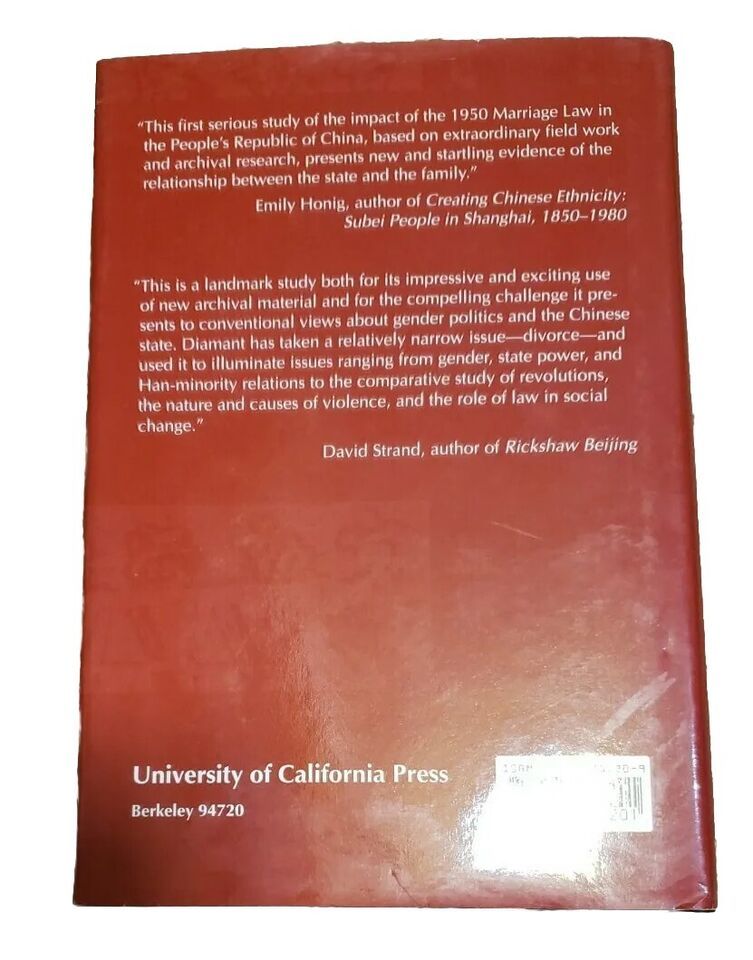 "This first serious study of the impact of the 1950 Marriage Law in
the People's Republic of China, based on extraordinary field work
and archival research, presents new and startling evidence of the
relationship between the state and the family."
Emily Honig, author of Creating Chinese Ethnicity:
Subei People in Shanghai, 1850–1980
"This is a landmark study both for its impressive and exciting use
of new archival material and for the compelling challenge it pre-
sents to conventional views about gender politics and the Chinese
state. Diamant has taken a relatively narrow issue—divorce—and
used it to illuminate issues ranging from gender, state power, and
Han-minority relations to the comparative study of revolutions,
the nature and causes of violence, and the role of law in social
change."
David Strand, author of Rickshaw Beijing
University of California Press
Berkeley 94720
ISBN